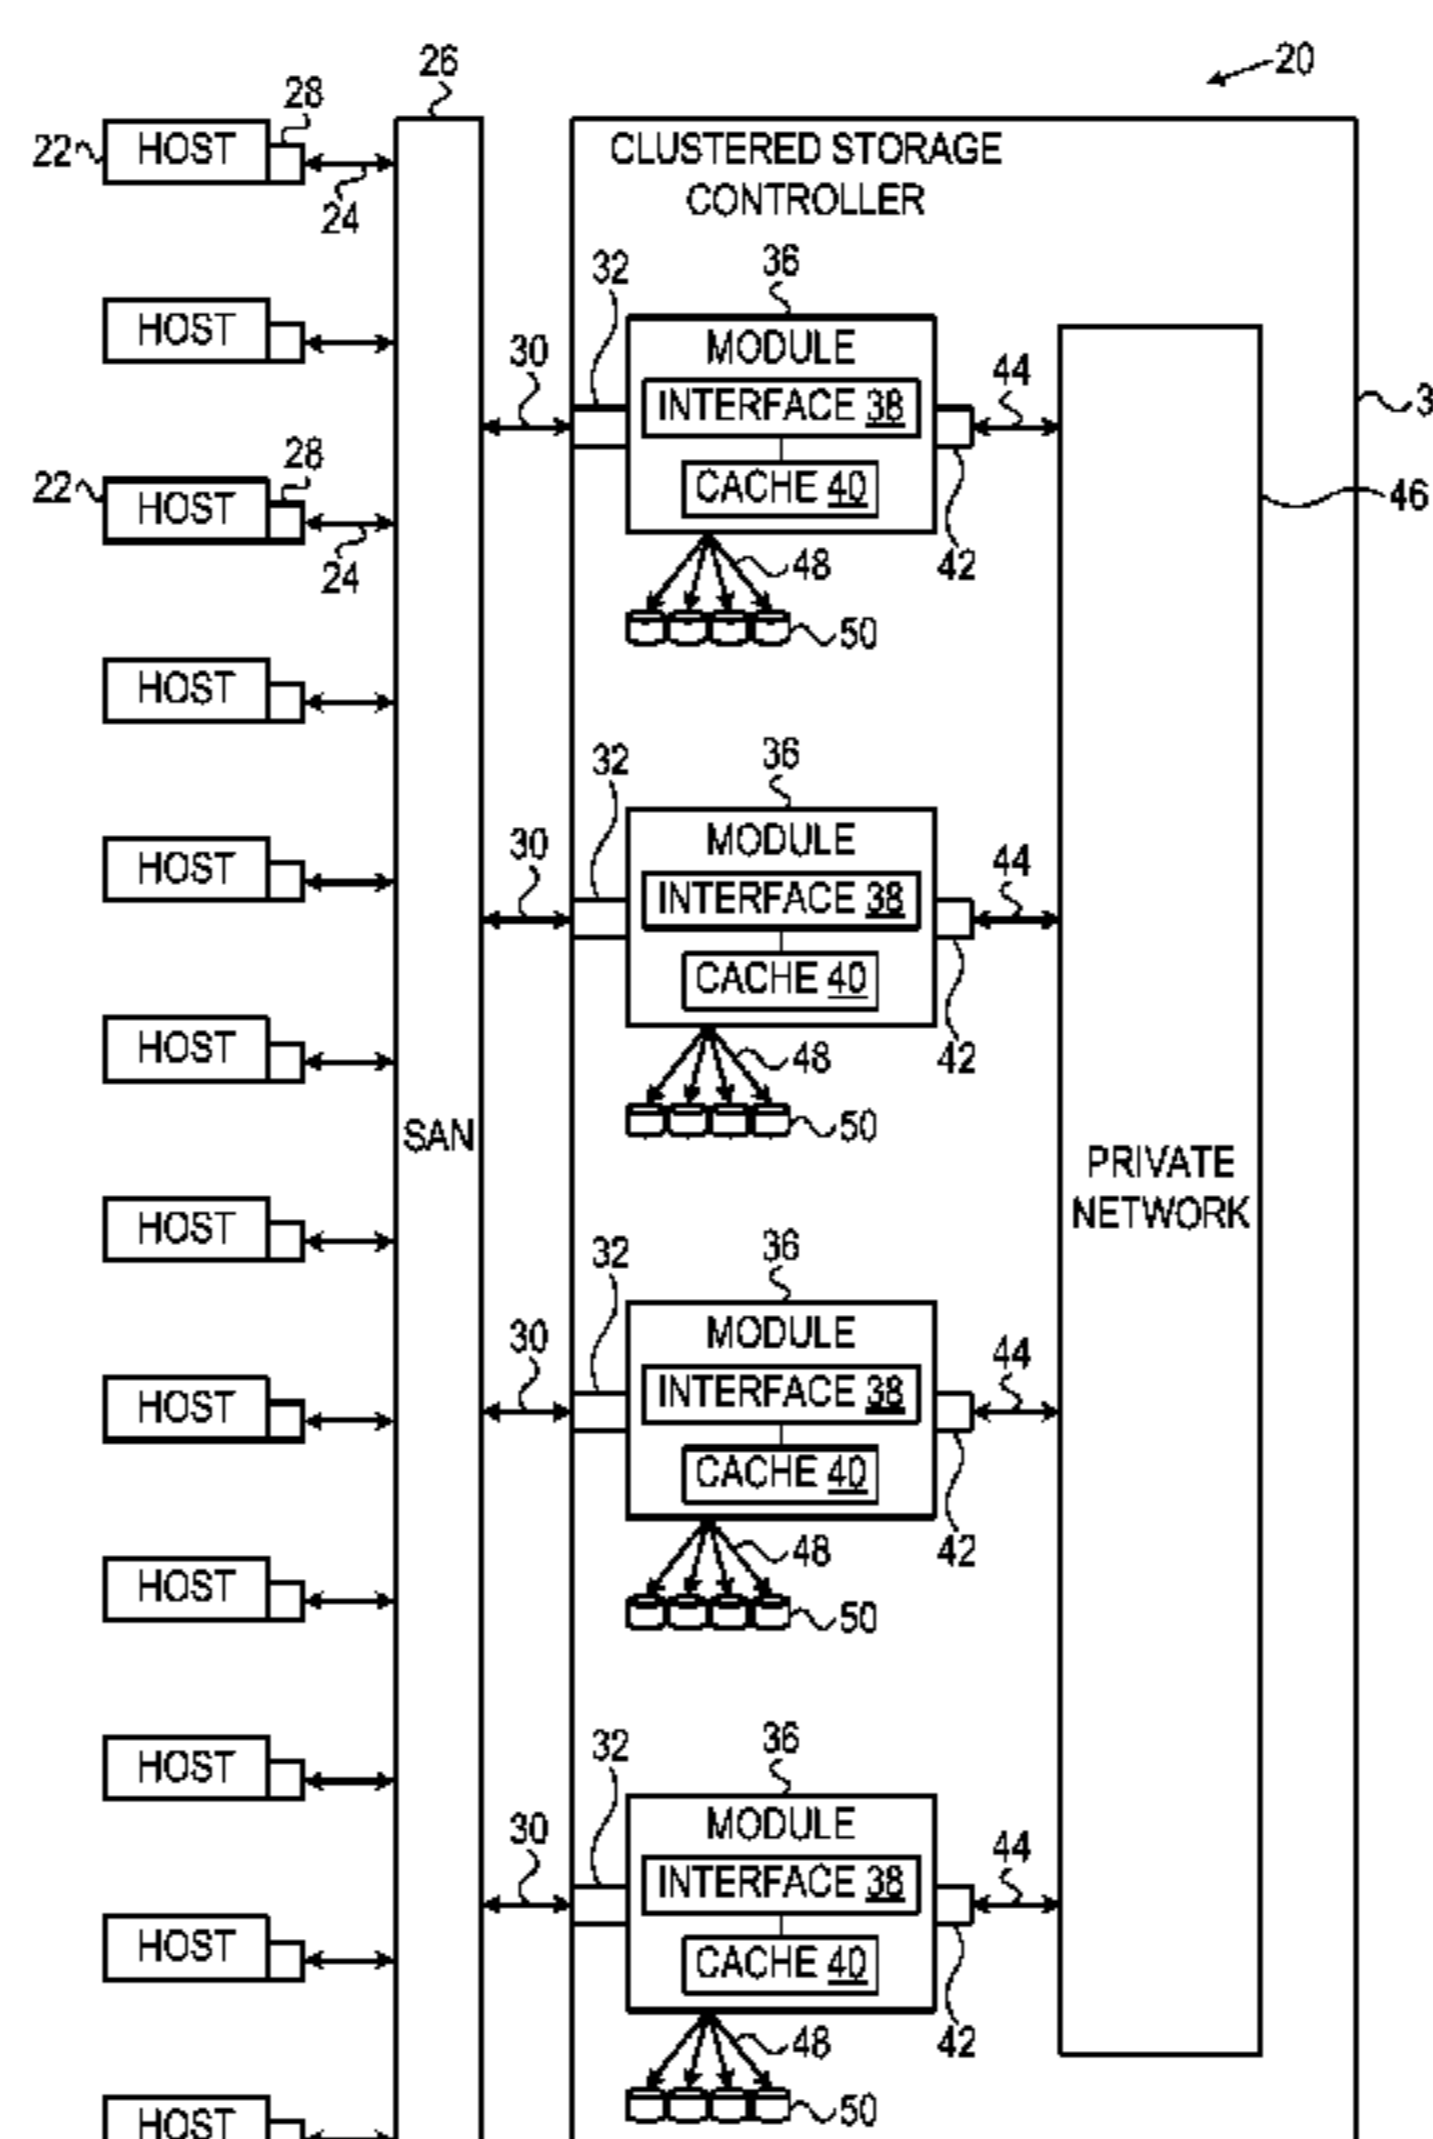 20
26
28
22 HOST
24
CLUSTERED STORAGE
CONTROLLER
HOST
36
32
MODULE
30
INTERFACE 38
44
3
CACHE 40
46
28
22 HOST
24
48
42
50
HOST
36
32
MODULE
30
INTERFACE 38
44
HOST
CACHE 40
48
42
HOST
50
SAN
PRIVATE
NETWORK
HOST
36
32
MODULE
30
INTERFACE 38
44
HOST
CACHE 40
48
42
HOST
50
36
32
HOST
MODULE
30
INTERFACE 38
44
HOST
CACHE 40
48
42
50
HOST